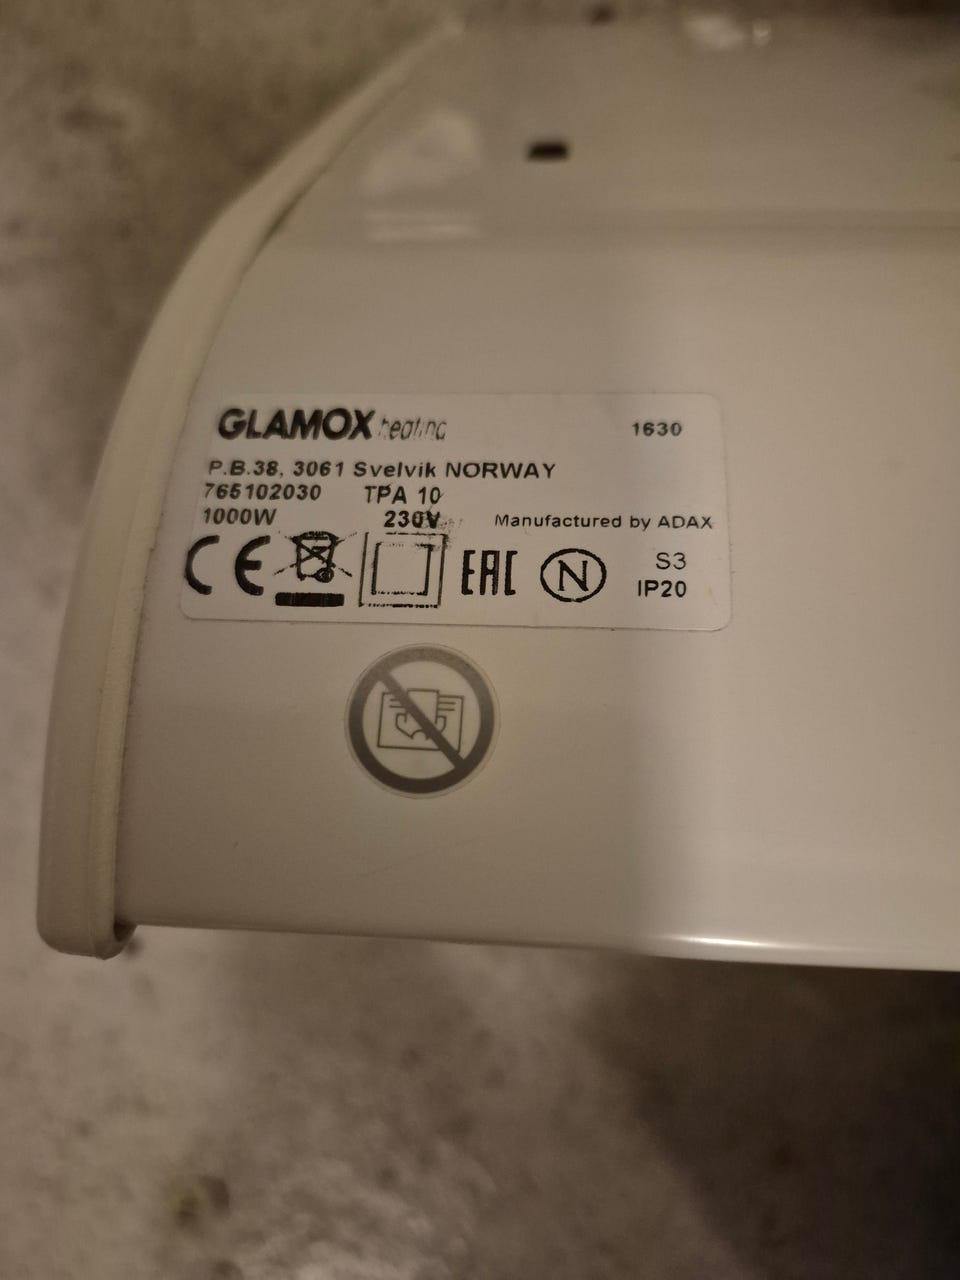 GLAMOX heating 1630
P.B.38, 3061 Svelvik NORWAY
765102030 TPA 10
1000W 230V Manufactured by ADAX
CE EAC N S3
IP20